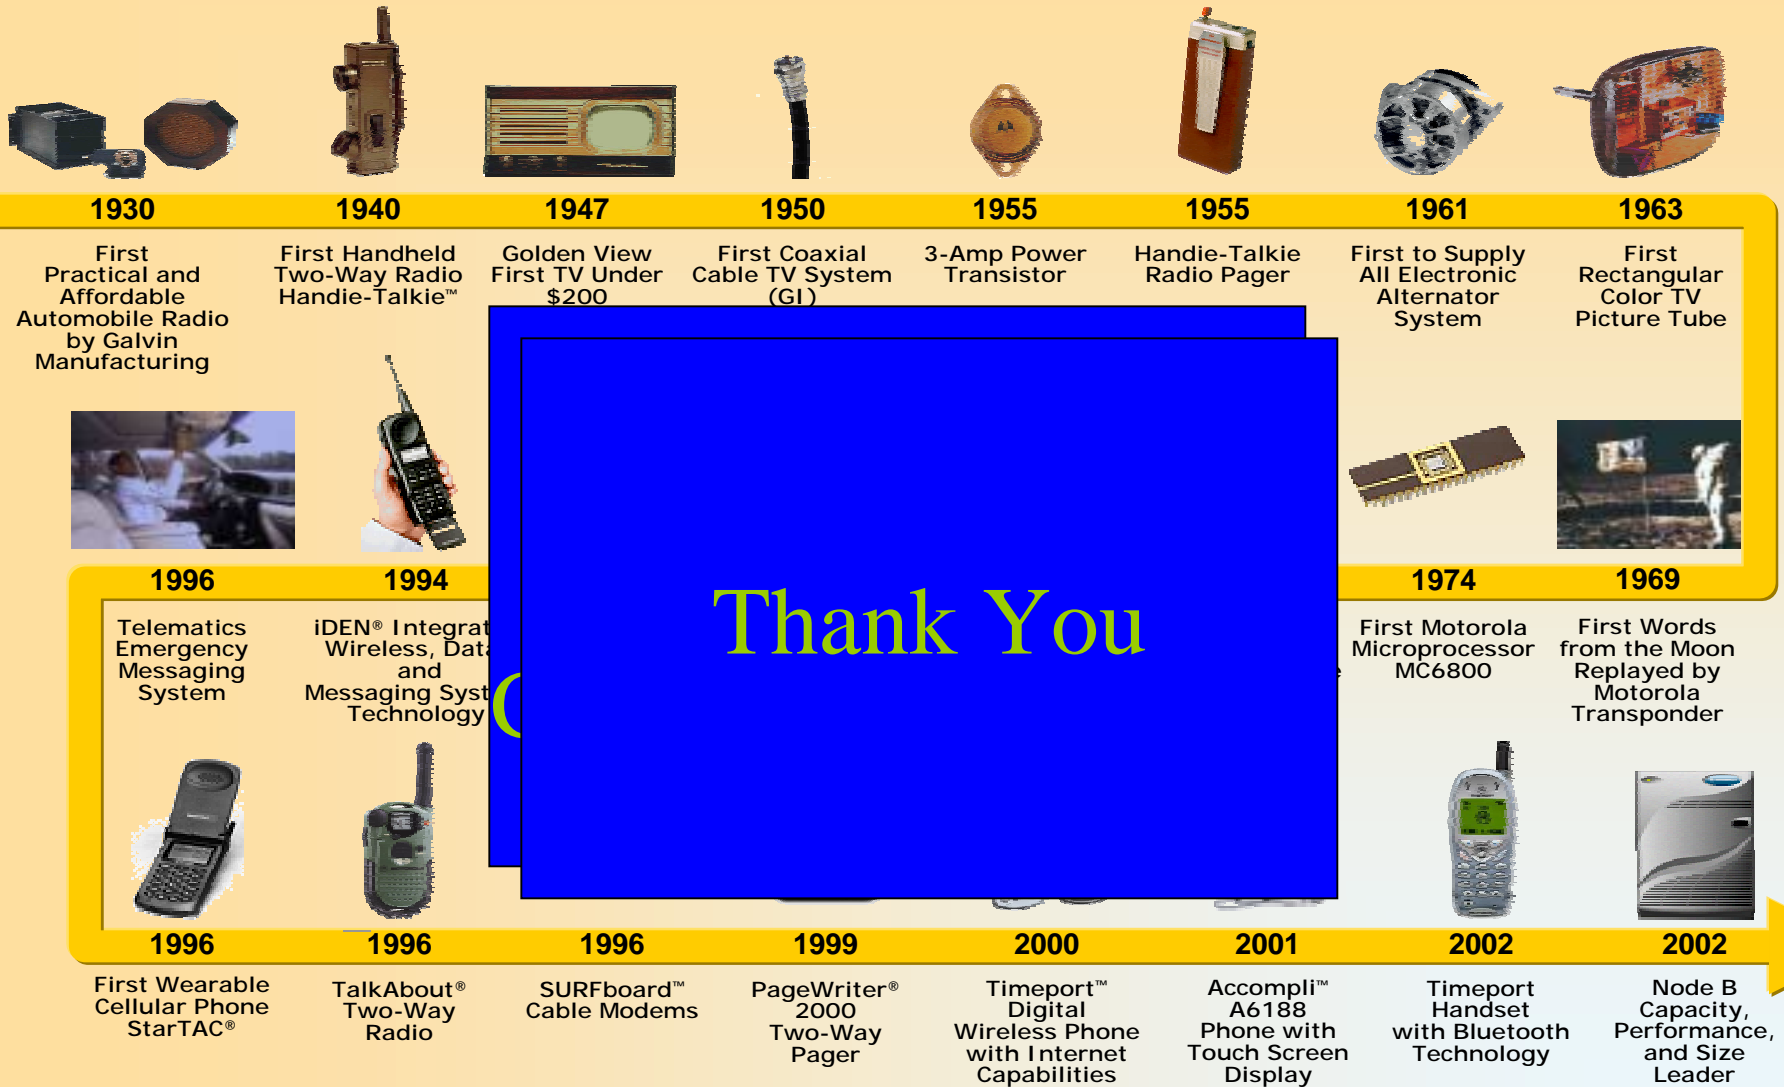 1930
1940
1947
1950
1955
1955
1961
1963
First
Practical and
Affordable
Automobile Radio
by Galvin
Manufacturing
First Handheld
Two-Way Radio
Handie-Talkie™
Golden View
First TV Under
$200
First Coaxial
Cable TV System
(GI)
3-Amp Power
Transistor
Handie-Talkie
Radio Pager
First to Supply
All Electronic
Alternator
System
First
Rectangular
Color TV
Picture Tube
1996
1994
1974
1969
Telematics
Emergency
Messaging
System
iDEN® Integrat
Wireless, Data
and
Messaging Syst
Technology
Thank You
First Motorola
Microprocessor
MC6800
First Words
from the Moon
Replayed by
Motorola
Transponder
1996
1996
1996
1999
2000
2001
2002
2002
First Wearable
Cellular Phone
StarTAC®
TalkAbout®
Two-Way
Radio
SURFboard™
Cable Modems
PageWriter®
2000
Two-Way
Pager
Timeport™
Digital
Wireless Phone
with Internet
Capabilities
Accompli™
A6188
Phone with
Touch Screen
Display
Timeport
Handset
with Bluetooth
Technology
Node B
Capacity,
Performance,
and Size
Leader